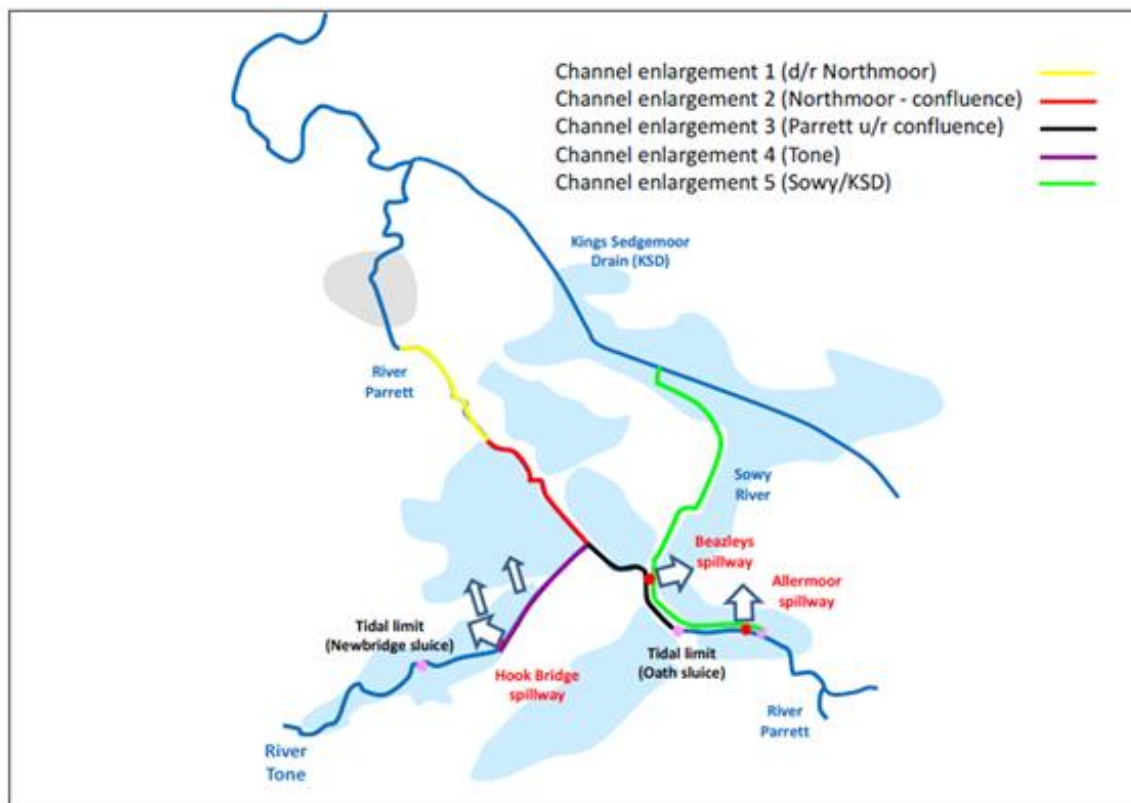 Channel enlargement 1 (d/r Northmoor)
Channel enlargement 2 (Northmoor - confluence)
Channel enlargement 3 (Parrett u/r confluence)
Channel enlargement 4 (Tone)
Channel enlargement 5 (Sowy/KSD)
Kings Sedgemoor
Drain (KSD)
River
Parrett
Sowy
River
Beazleys
spillway
Allermoor
spillway
Tidal limit
(Newbridge sluice)
Tidal limit
(Oath sluice)
Hook Bridge
spillway
River
Parrett
River
Tone